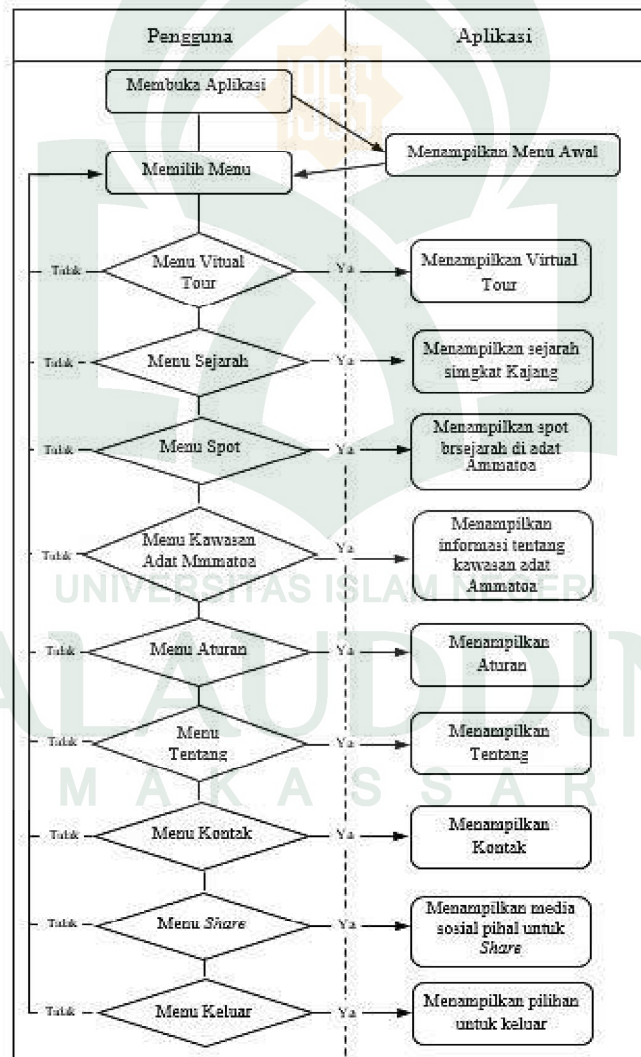 Pengguna
Aplikasi
Membuka Aplikasi
Menampilkan Menu Awal
Memilih Menu
Tidak
Menu Vitual
Tour
Ya
Menampilkan Virtual
Tour
Tidak
Menu Sejarah
Ya
Menampilkan sejarah
simgkat Kajang
Tidak
Menu Spot
Ya
Menampilkan spot
brsejarah di adat
Ammatoa
Tidak
Menu Kawasan
Adat Mmmatoa
Ya
Menampilkan
informasi tentang
kawasan adat
Ammatoa
UNIVERSITAS ISLAM NEGERI
Tidak
Menu Aturan
Ya
Menampilkan
Aturan
ALAUDDIN
Tidak
Menu
Tentang
Ya
Menampilkan
Tentang
MAKASSAR
Tidak
Menu Kontak
Ya
Menampilkan
Kontak
Tidak
Menu Share
Ya
Menampilkan media
sosial pihal untuk
Share
Tidak
Menu Keluar
Ya
Menampilkan pilihan
untuk keluar